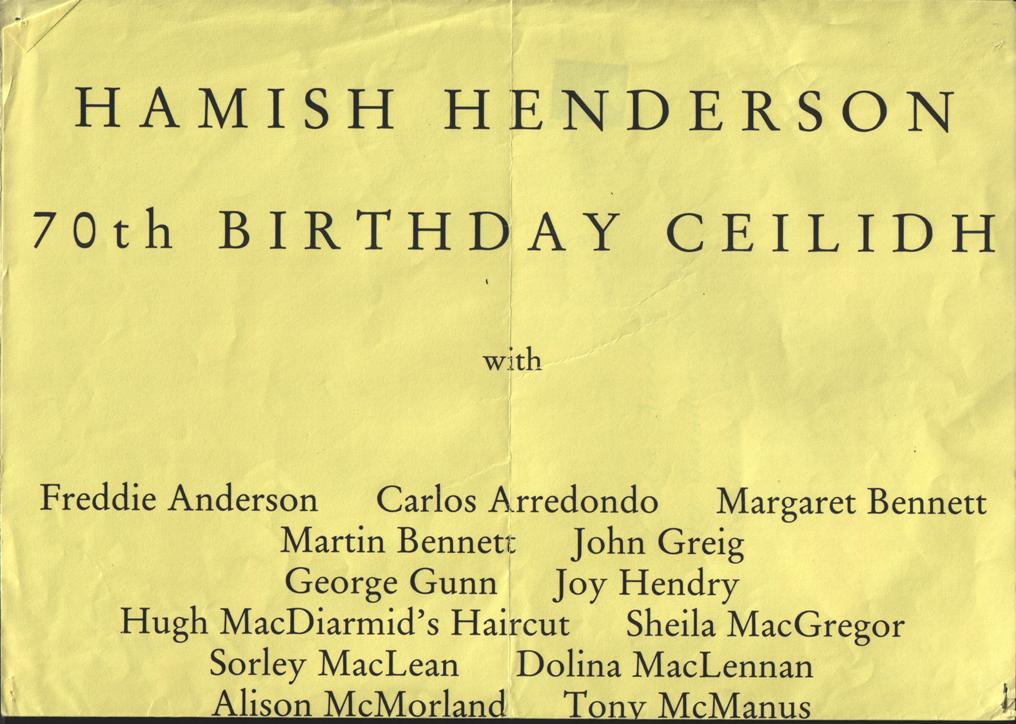 HAMISH HENDERSON
70th BIRTHDAY CEILIDH
with
Freddie Anderson Carlos Arredondo Margaret Bennett
Martin Bennett John Greig
George Gunn Joy Hendry
Hugh MacDiarmid's Haircut Sheila MacGregor
Sorley MacLean Dolina MacLennan
Alison McMorland Tony McManus